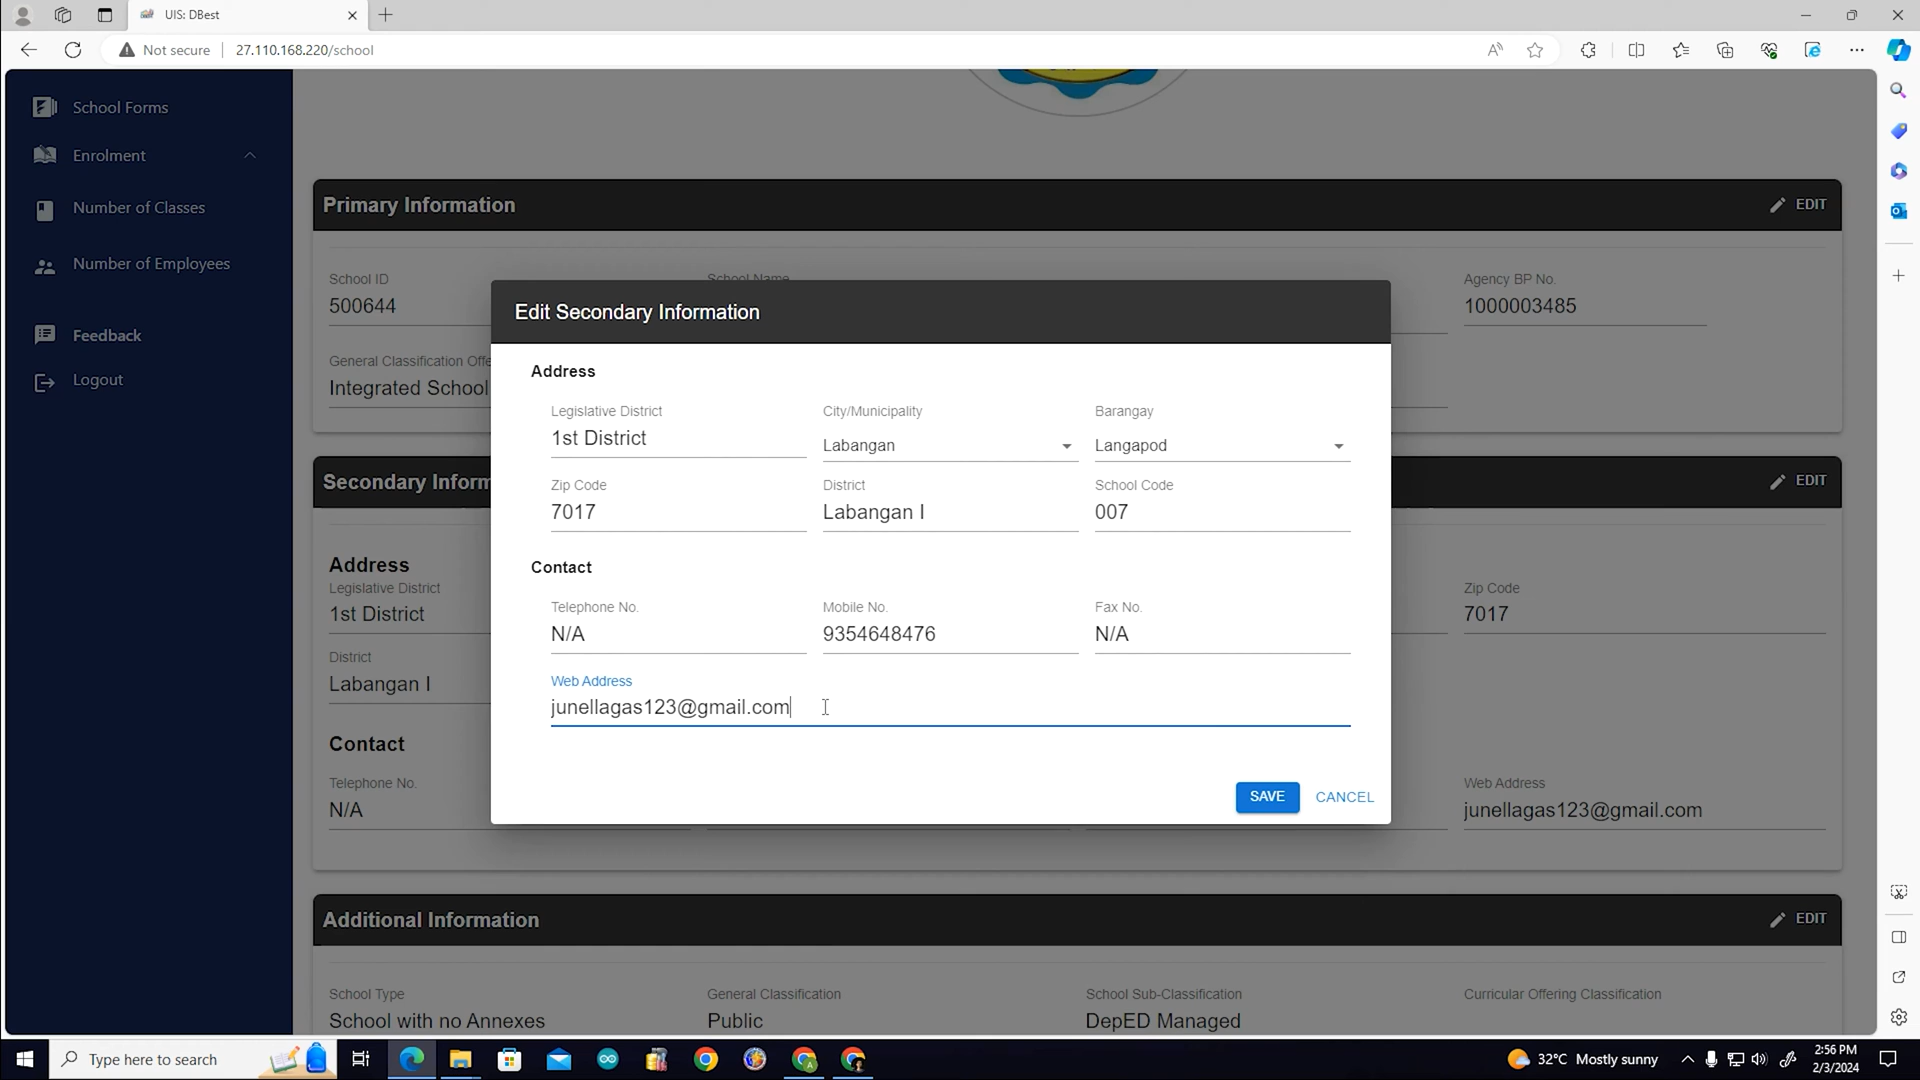 UIS: DBest
Not secure
27.110.168.220/school
School Forms
Enrolment
Number of Classes
Number of Employees
Feedback
Logout
Primary Information
EDIT
School ID
School Name
Agency BP No.
500644
1000003485
General Classification Offe
Integrated School
Edit Secondary Information
Address
Legislative District
City/Municipality
Barangay
1st District
Labangan
Langapod
Zip Code
District
School Code
7017
Labangan I
007
Contact
Telephone No.
Mobile No.
Fax No.
N/A
9354648476
N/A
Web Address
junellagas123@gmail.com
SAVE
CANCEL
Secondary Inform
EDIT
Address
Legislative District
Zip Code
1st District
7017
District
Labangan I
Contact
Telephone No.
Web Address
N/A
junellagas123@gmail.com
Additional Information
EDIT
School Type
General Classification
School Sub-Classification
Curricular Offering Classification
School with no Annexes
Public
DepED Managed
Type here to search
32°C Mostly sunny
2:56 PM
2/3/2024